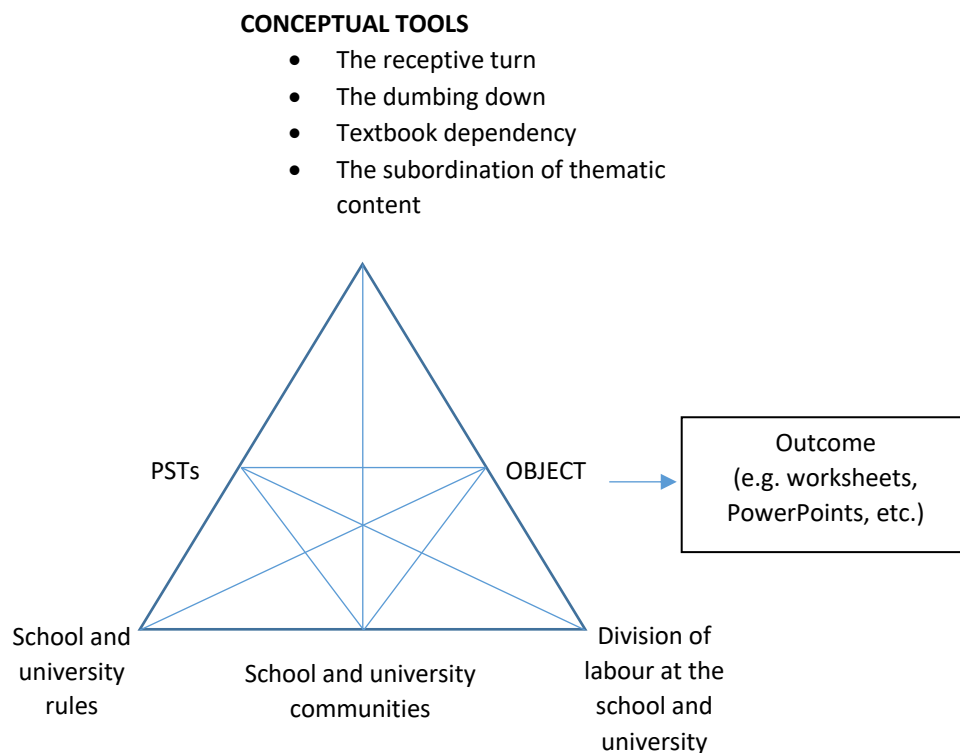 CONCEPTUAL TOOLS
• The receptive turn
• The dumbing down
• Textbook dependency
• The subordination of thematic
content
PSTs
OBJECT
Outcome
(e.g. worksheets,
PowerPoints, etc.)
School and
university
rules
School and university
communities
Division of
labour at the
school and
university